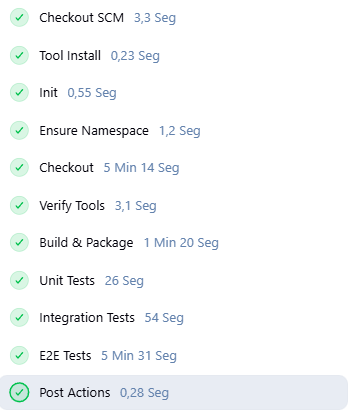 Checkout SCM 3,3 Seg
Tool Install 0,23 Seg
Init 0,55 Seg
Ensure Namespace 1,2 Seg
Checkout 5 Min 14 Seg
Verify Tools 3,1 Seg
Build & Package 1 Min 20 Seg
Unit Tests 26 Seg
Integration Tests 54 Seg
E2E Tests 5 Min 31 Seg
Post Actions 0,28 Seg